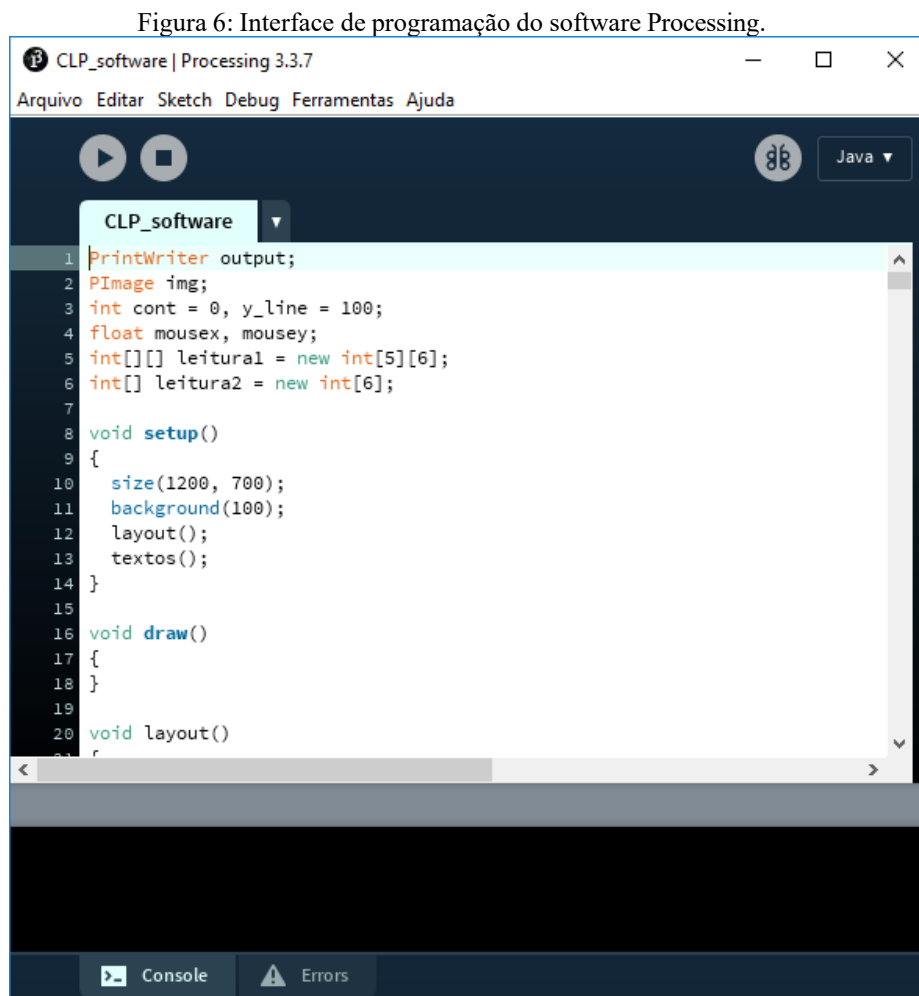 Figura 6: Interface de programação do software Processing.
CLP_software | Processing 3.3.7
Arquivo Editar Sketch Debug Ferramentas Ajuda
Java ▾
CLP_software ▾
1 PrintWriter output;
2 PImage img;
3 int cont = 0, y_line = 100;
4 float mousex, mousey;
5 int[][] leitura1 = new int[5][6];
6 int[] leitura2 = new int[6];
7
8 void setup()
9 {
10   size(1200, 700);
11   background(100);
12   layout();
13   textos();
14 }
15
16 void draw()
17 {
18 }
19
20 void layout()
21 {
Console Errors